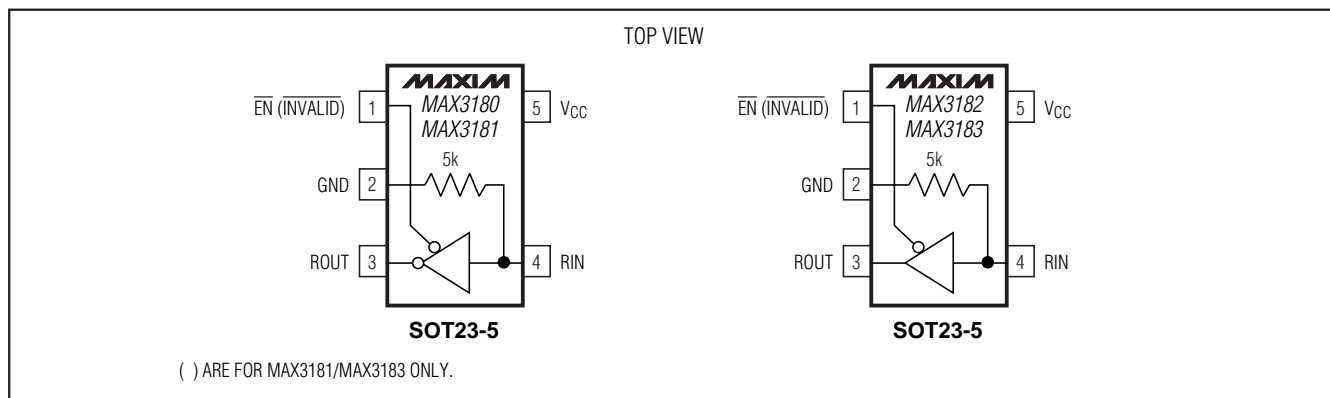 TOP VIEW
MAXIM
MAX3180
MAX3181
5k
EN (INVALID) 1
5 VCC
GND 2
ROUT 3
4 RIN
SOT23-5
MAXIM
MAX3182
MAX3183
5k
EN (INVALID) 1
5 VCC
GND 2
ROUT 3
4 RIN
SOT23-5
( ) ARE FOR MAX3181/MAX3183 ONLY.